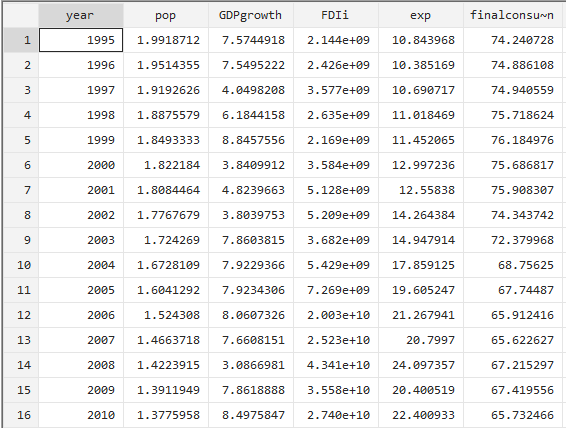 year pop GDPgrowth FDIi exp finalconsu~n
1 1995 1.9918712 7.5744918 2.144e+09 10.843968 74.240728
2 1996 1.9514355 7.5495222 2.426e+09 10.385169 74.886108
3 1997 1.9192626 4.0498208 3.577e+09 10.690717 74.940559
4 1998 1.8875579 6.1844158 2.635e+09 11.018469 75.718624
5 1999 1.8493333 8.8457556 2.169e+09 11.452065 76.184976
6 2000 1.822184 3.8409912 3.584e+09 12.997236 75.686817
7 2001 1.8084464 4.8239663 5.128e+09 12.55838 75.908307
8 2002 1.7767679 3.8039753 5.209e+09 14.264384 74.343742
9 2003 1.724269 7.8603815 3.682e+09 14.947914 72.379968
10 2004 1.6728109 7.9229366 5.429e+09 17.859125 68.75625
11 2005 1.6041292 7.9234306 7.269e+09 19.605247 67.74487
12 2006 1.524308 8.0607326 2.003e+10 21.267941 65.912416
13 2007 1.4663718 7.6608151 2.523e+10 20.7997 65.622627
14 2008 1.4223915 3.0866981 4.341e+10 24.097357 67.215297
15 2009 1.3911949 7.8618888 3.558e+10 20.400519 67.419556
16 2010 1.3775958 8.4975847 2.740e+10 22.400933 65.732466